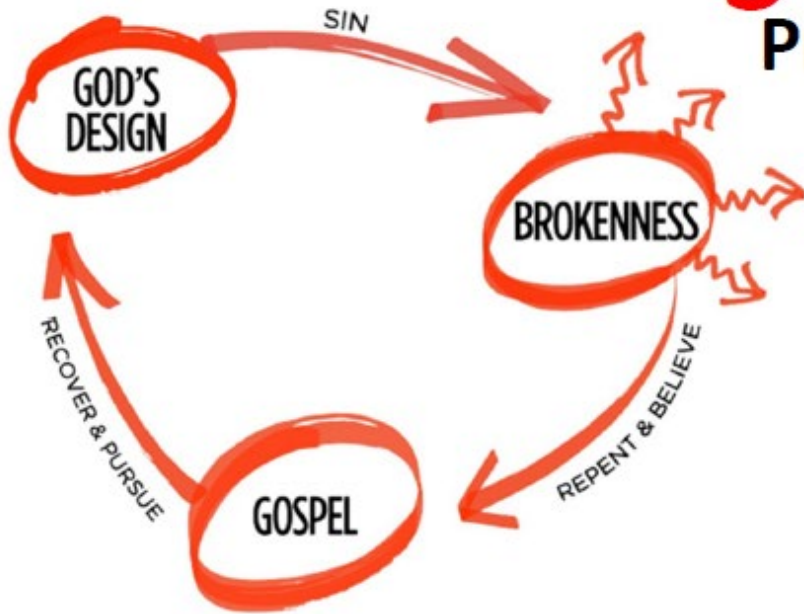 SIN
P
GOD'S
DESIGN
BROKENNESS
REPENT & BELIEVE
RECOVER & PURSUE
GOSPEL